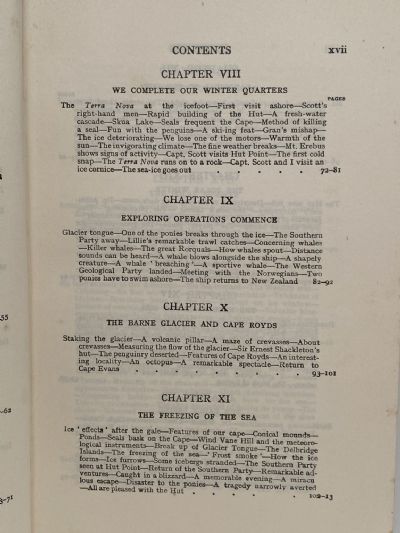 CONTENTS xvii
CHAPTER VIII
WE COMPLETE OUR WINTER QUARTERS
PAGES
The Terra Nova at the icefoot—First visit ashore—Scott's
right-hand men—Rapid building of the Hut—A fresh-water
cascade—Skua Lake—Seals frequent the Cape—Method of killing
a seal—Fun with the penguins—A ski-ing feat—Gran's mishap—
The ice deteriorating—We lose one of the motors—Warmth of the
sun—The invigorating climate—The fine weather breaks—Mt. Erebus
shows signs of activity—Capt. Scott visits Hut Point—The first cold
snap—The Terra Nova runs on to a rock—Capt. Scott and I visit an
ice cornice—The sea-ice goes out . . . . . 72-81
CHAPTER IX
EXPLORING OPERATIONS COMMENCE
Glacier tongue—One of the ponies breaks through the ice—The Southern
Party away—Lillie's remarkable trawl catches—Concerning whales
—Killer whales—The great Rorquals—How whales spout—Distance
sounds can be heard—A whale blows alongside the ship—A shapely
creature—A whale 'breaching'—A sportive whale—The Western
Geological Party landed—Meeting with the Norwegians—Two
ponies have to swim ashore—The ship returns to New Zealand 82-92
CHAPTER X
THE BARNE GLACIER AND CAPE ROYDS
55
Staking the glacier—A volcanic pillar—A maze of crevasses—About
crevasses—Measuring the flow of the glacier—Sir Ernest Shackleton's
hut—The penguinry deserted—Features of Cape Royds—An interest-
ing locality—An octopus—A remarkable spectacle—Return to
Cape Evans . . . . . . . 93-101
CHAPTER XI
THE FREEZING OF THE SEA
-62
Ice 'effects' after the gale—Features of our cape—Conical mounds—
Ponds—Seals bask on the Cape—Wind Vane Hill and the meteoro-
logical instruments—Break up of Glacier Tongue—The Delbridge
Islands—The freezing of the sea—'Frost smoke'—How the ice
forms—Ice furrows—Some icebergs stranded—The Southern Party
seen at Hut Point—Return of the Southern Party—Remarkable ad-
ventures—Caught in a blizzard—A memorable evening—A miracu
lous escape—Disaster to the ponies—A tragedy narrowly averted
—All are pleased with the Hut . . . . . 102-13
3-71